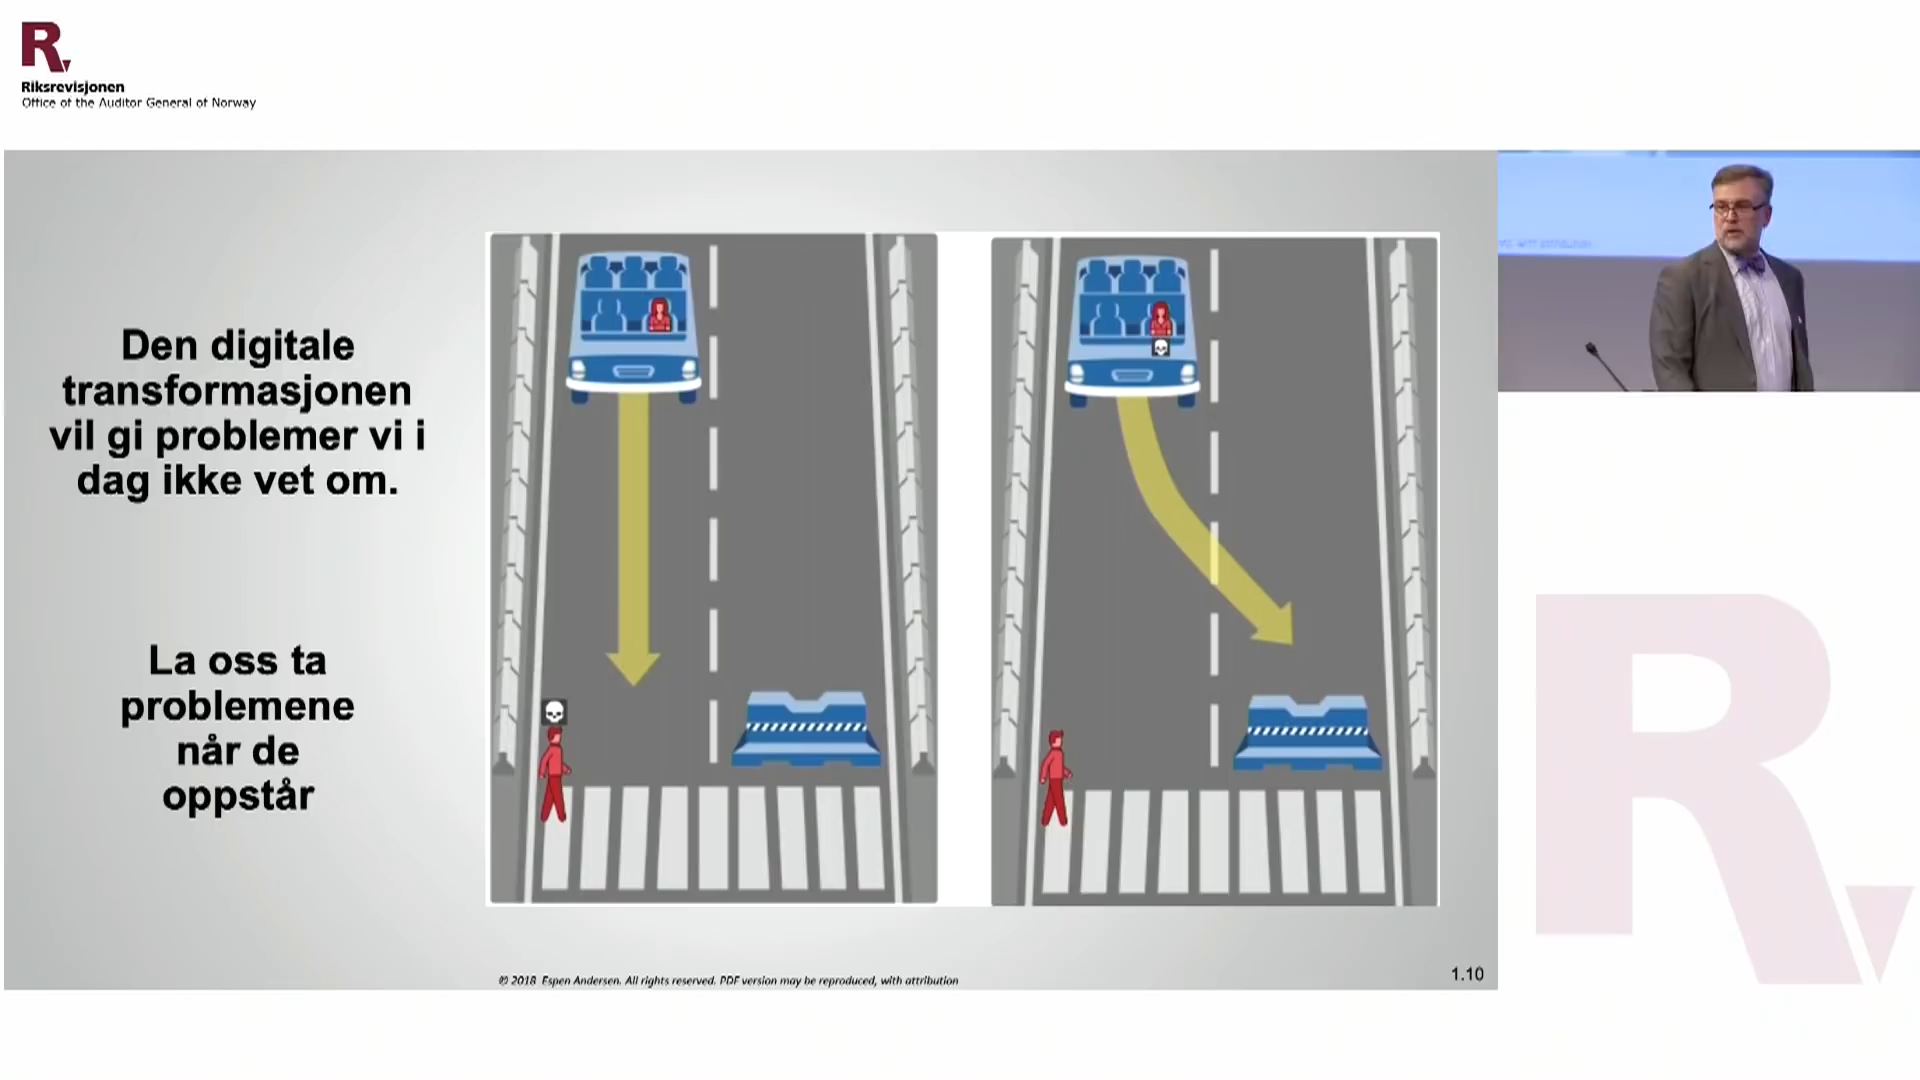 R
Riksrevisjonen
Office of the Auditor General of Norway
Den digitale
transformasjonen
vil gi problemer vi i
dag ikke vet om.
La oss ta
problemene
når de
oppstår
© 2018 Espen Andersen. All rights reserved. PDF version may be reproduced, with attribution
1.10
R